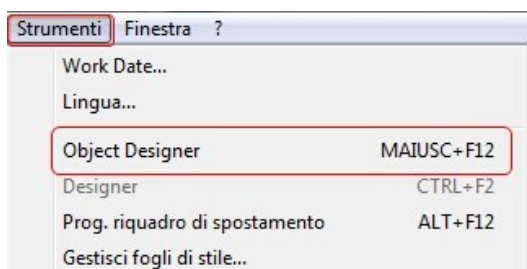 Strumenti Finestra ?
Work Date...
Lingua...
Object Designer MAIUSC+F12
Designer CTRL+F2
Prog. riquadro di spostamento ALT+F12
Gestisci fogli di stile...